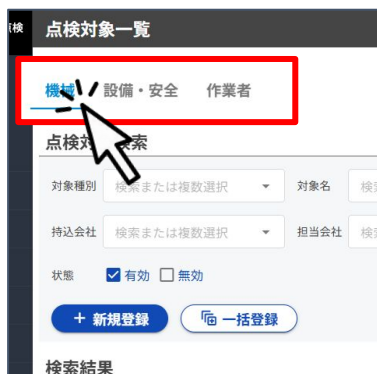 点検
点検対象一覧
機械 設備・安全 作業者
点検対 索
対象種別 検索または複数選択 対象名 検
持込会社 検索または複数選択 担当会社 検
状態 有効 無効
+ 新規登録 一括登録
検索結果